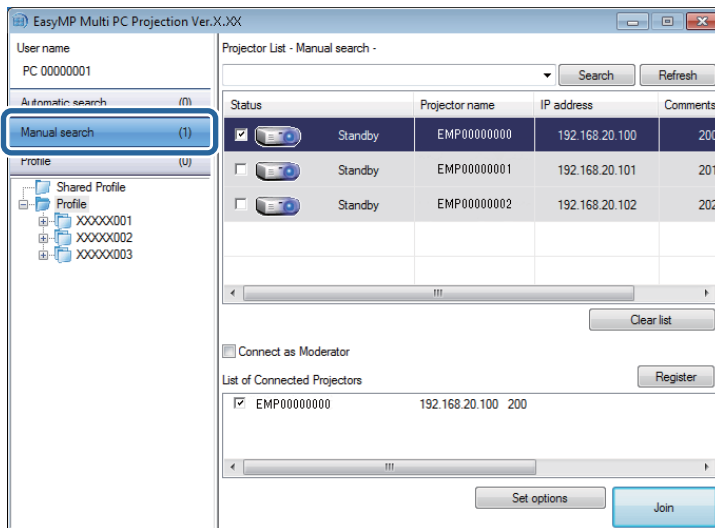 EasyMP Multi PC Projection Ver.X.XX
User name
PC 00000001
Automatic search (0)
Manual search (1)
Profile (0)
Shared Profile
Profile
XXXXX001
XXXXX002
XXXXX003
Projector List - Manual search -
Search Refresh
Status Projector name IP address Comments
Standby EMP00000000 192.168.20.100 200
Standby EMP00000001 192.168.20.101 201
Standby EMP00000002 192.168.20.102 202
Clear list
Connect as Moderator
List of Connected Projectors Register
EMP00000000 192.168.20.100 200
Set options Join